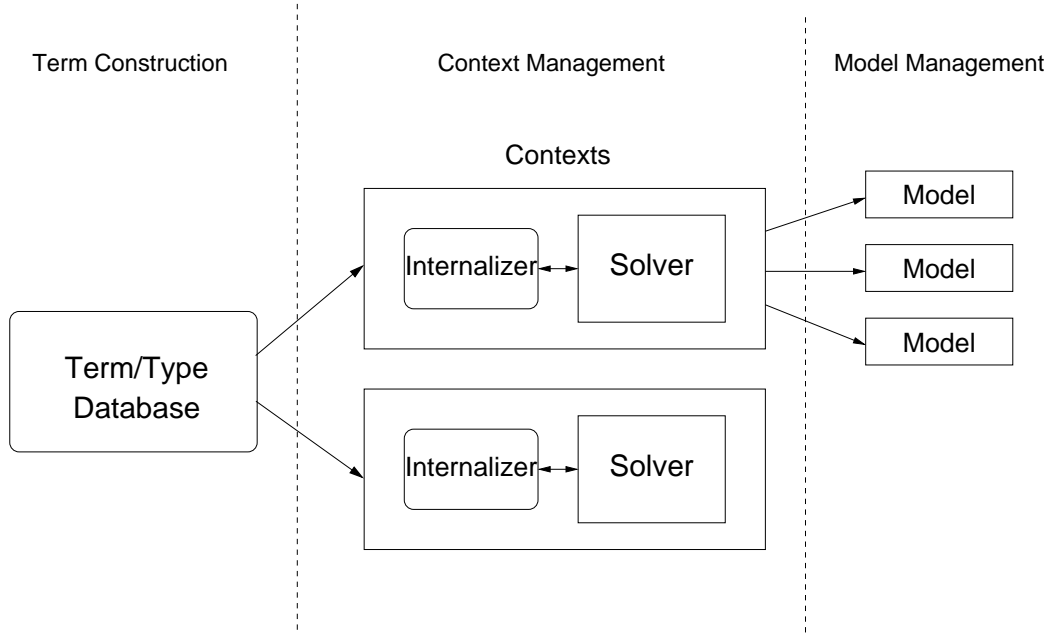 Term Construction
Context Management
Model Management
Contexts
Model
Internalizer
Solver
Model
Model
Term/Type
Database
Internalizer
Solver